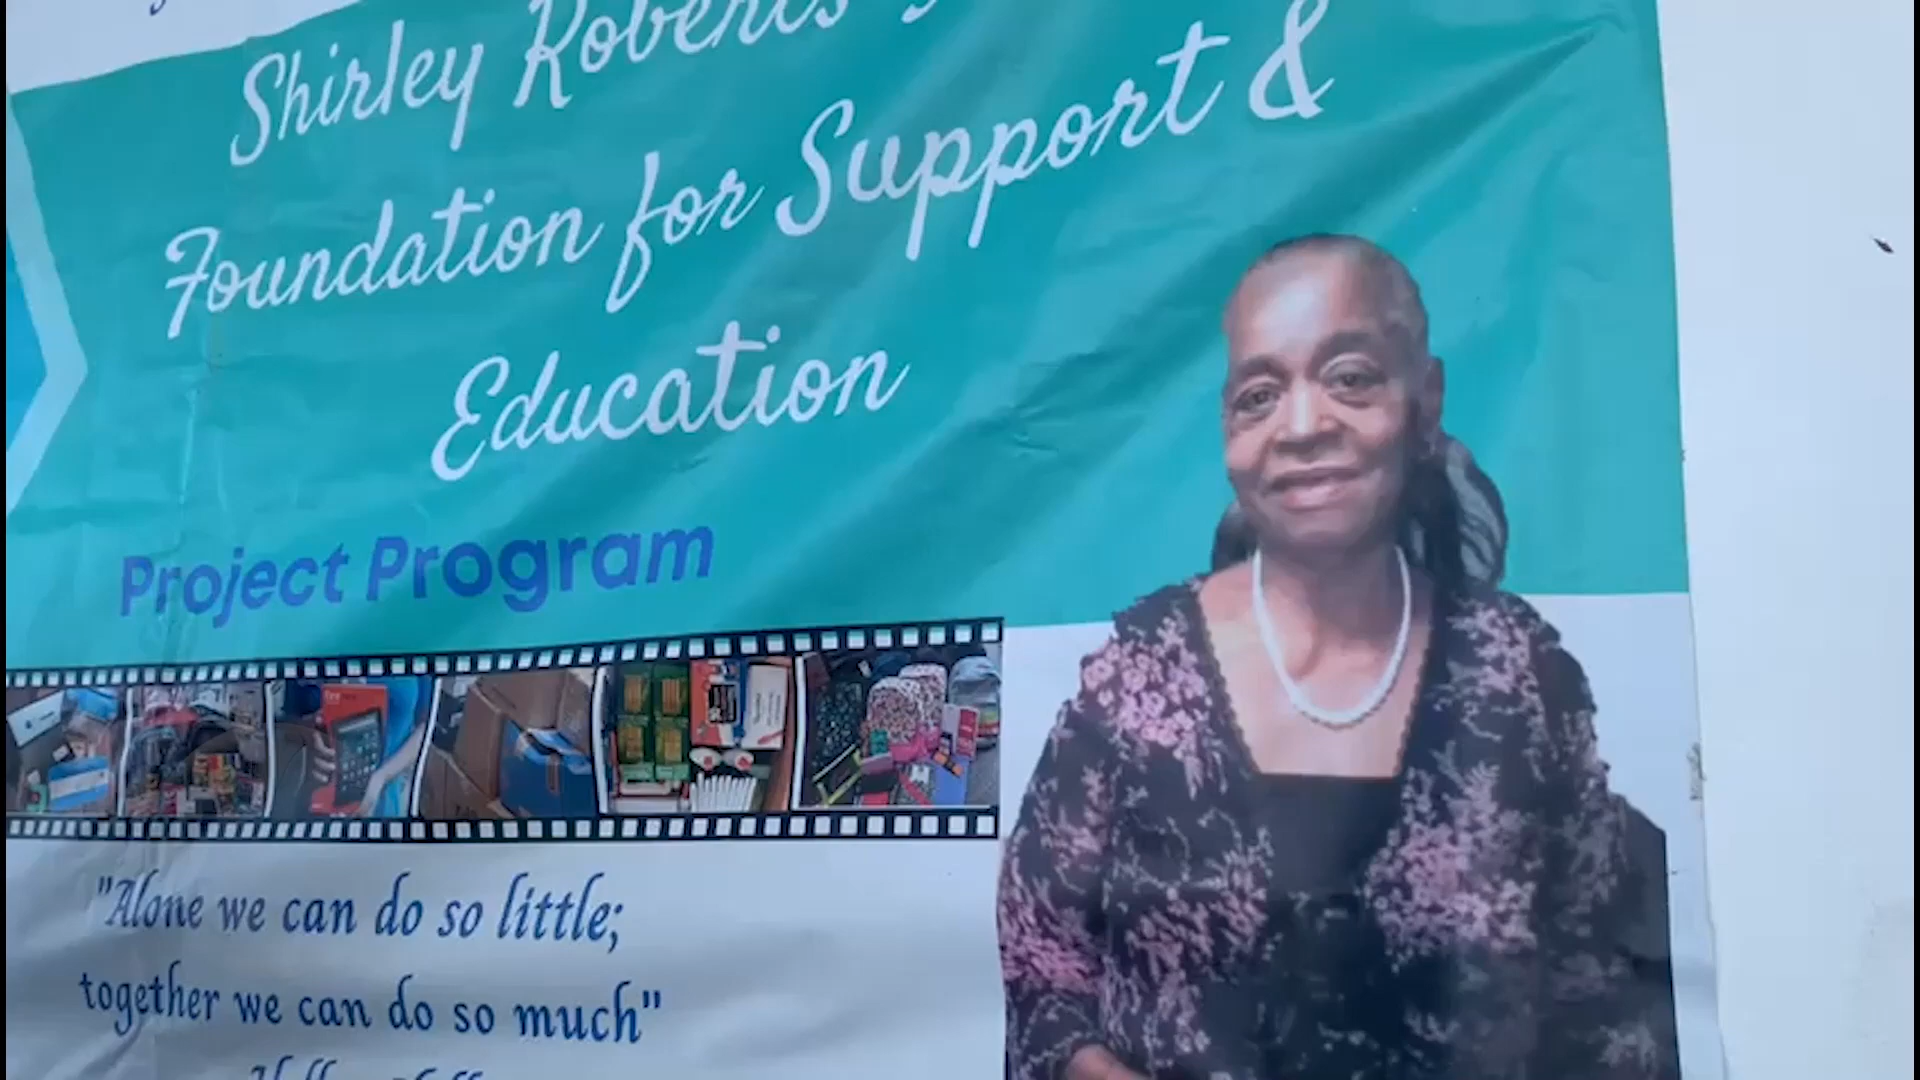 Shirley Roberts
Foundation for Support &
Education
Project Program
"Alone we can do so little;
together we can do so much"